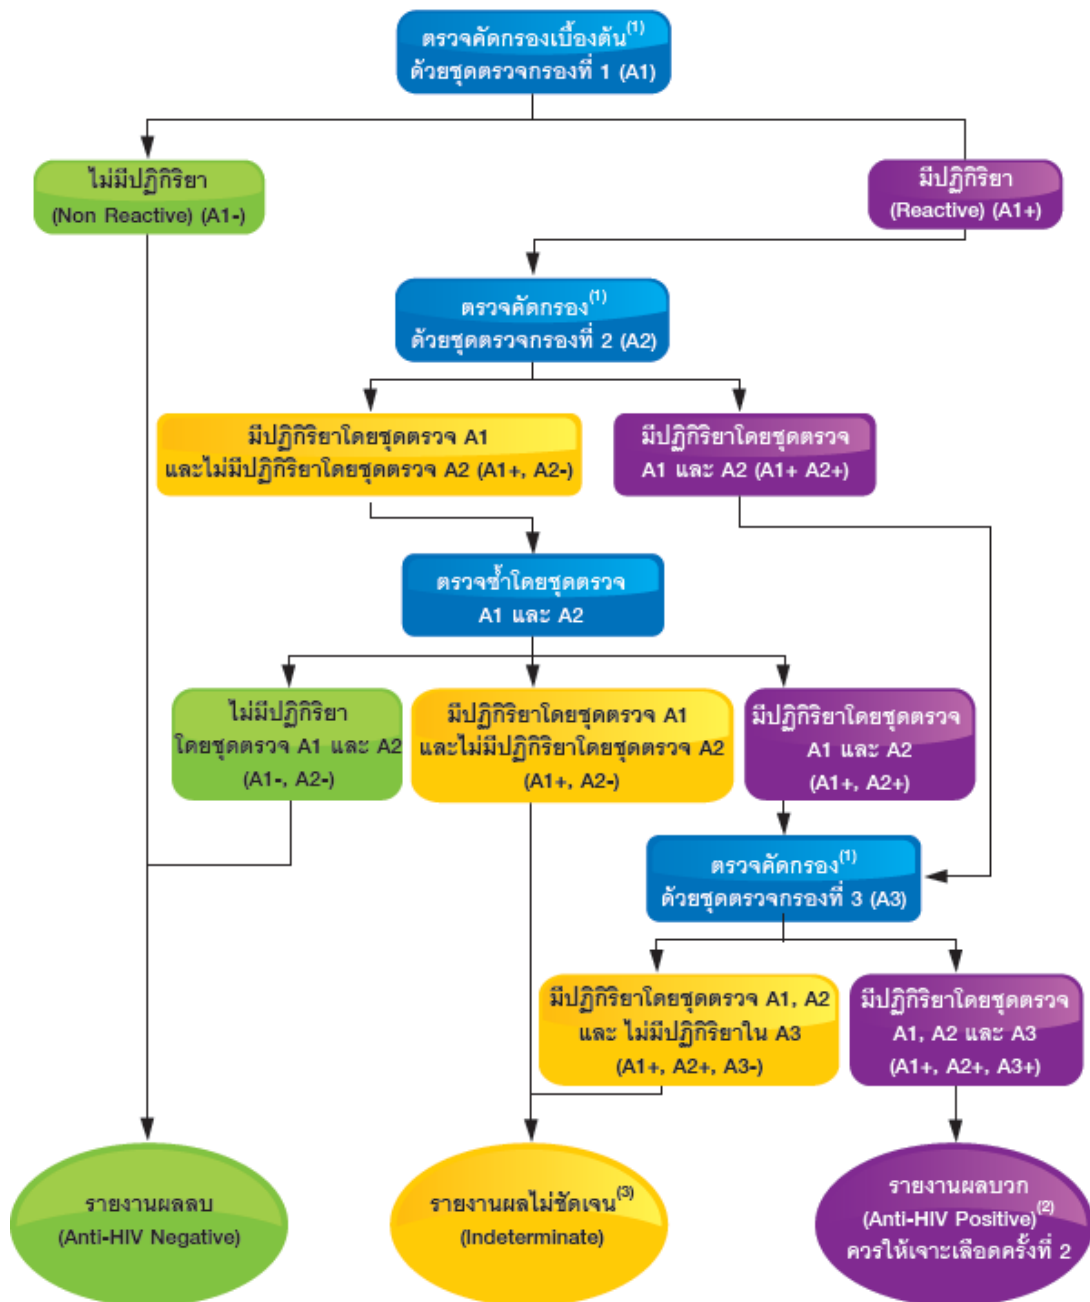 ตรวจคัดกรองเบื้องต้น(1)
ด้วยชุดตรวจกรองที่ 1 (A1)
ไม่มีปฏิกิริยา
(Non Reactive) (A1-)
มีปฏิกิริยา
(Reactive) (A1+)
ตรวจคัดกรอง(1)
ด้วยชุดตรวจกรองที่ 2 (A2)
มีปฏิกิริยาโดยชุดตรวจ A1
และไม่มีปฏิกิริยาโดยชุดตรวจ A2 (A1+, A2-)
มีปฏิกิริยาโดยชุดตรวจ
A1 และ A2 (A1+ A2+)
ตรวจซ้ำโดยชุดตรวจ
A1 และ A2
ไม่มีปฏิกิริยา
โดยชุดตรวจ A1 และ A2
(A1-, A2-)
มีปฏิกิริยาโดยชุดตรวจ A1
และไม่มีปฏิกิริยาโดยชุดตรวจ A2
(A1+, A2-)
มีปฏิกิริยาโดยชุดตรวจ
A1 และ A2
(A1+, A2+)
ตรวจคัดกรอง(1)
ด้วยชุดตรวจกรองที่ 3 (A3)
มีปฏิกิริยาโดยชุดตรวจ A1, A2
และ ไม่มีปฏิกิริยาใน A3
(A1+, A2+, A3-)
มีปฏิกิริยาโดยชุดตรวจ
A1, A2 และ A3
(A1+, A2+, A3+)
รายงานผลลบ
(Anti-HIV Negative)
รายงานผลไม่ชัดเจน(3)
(Indeterminate)
รายงานผลบวก
(Anti-HIV Positive)(2)
ควรให้เจาะเลือดครั้งที่ 2